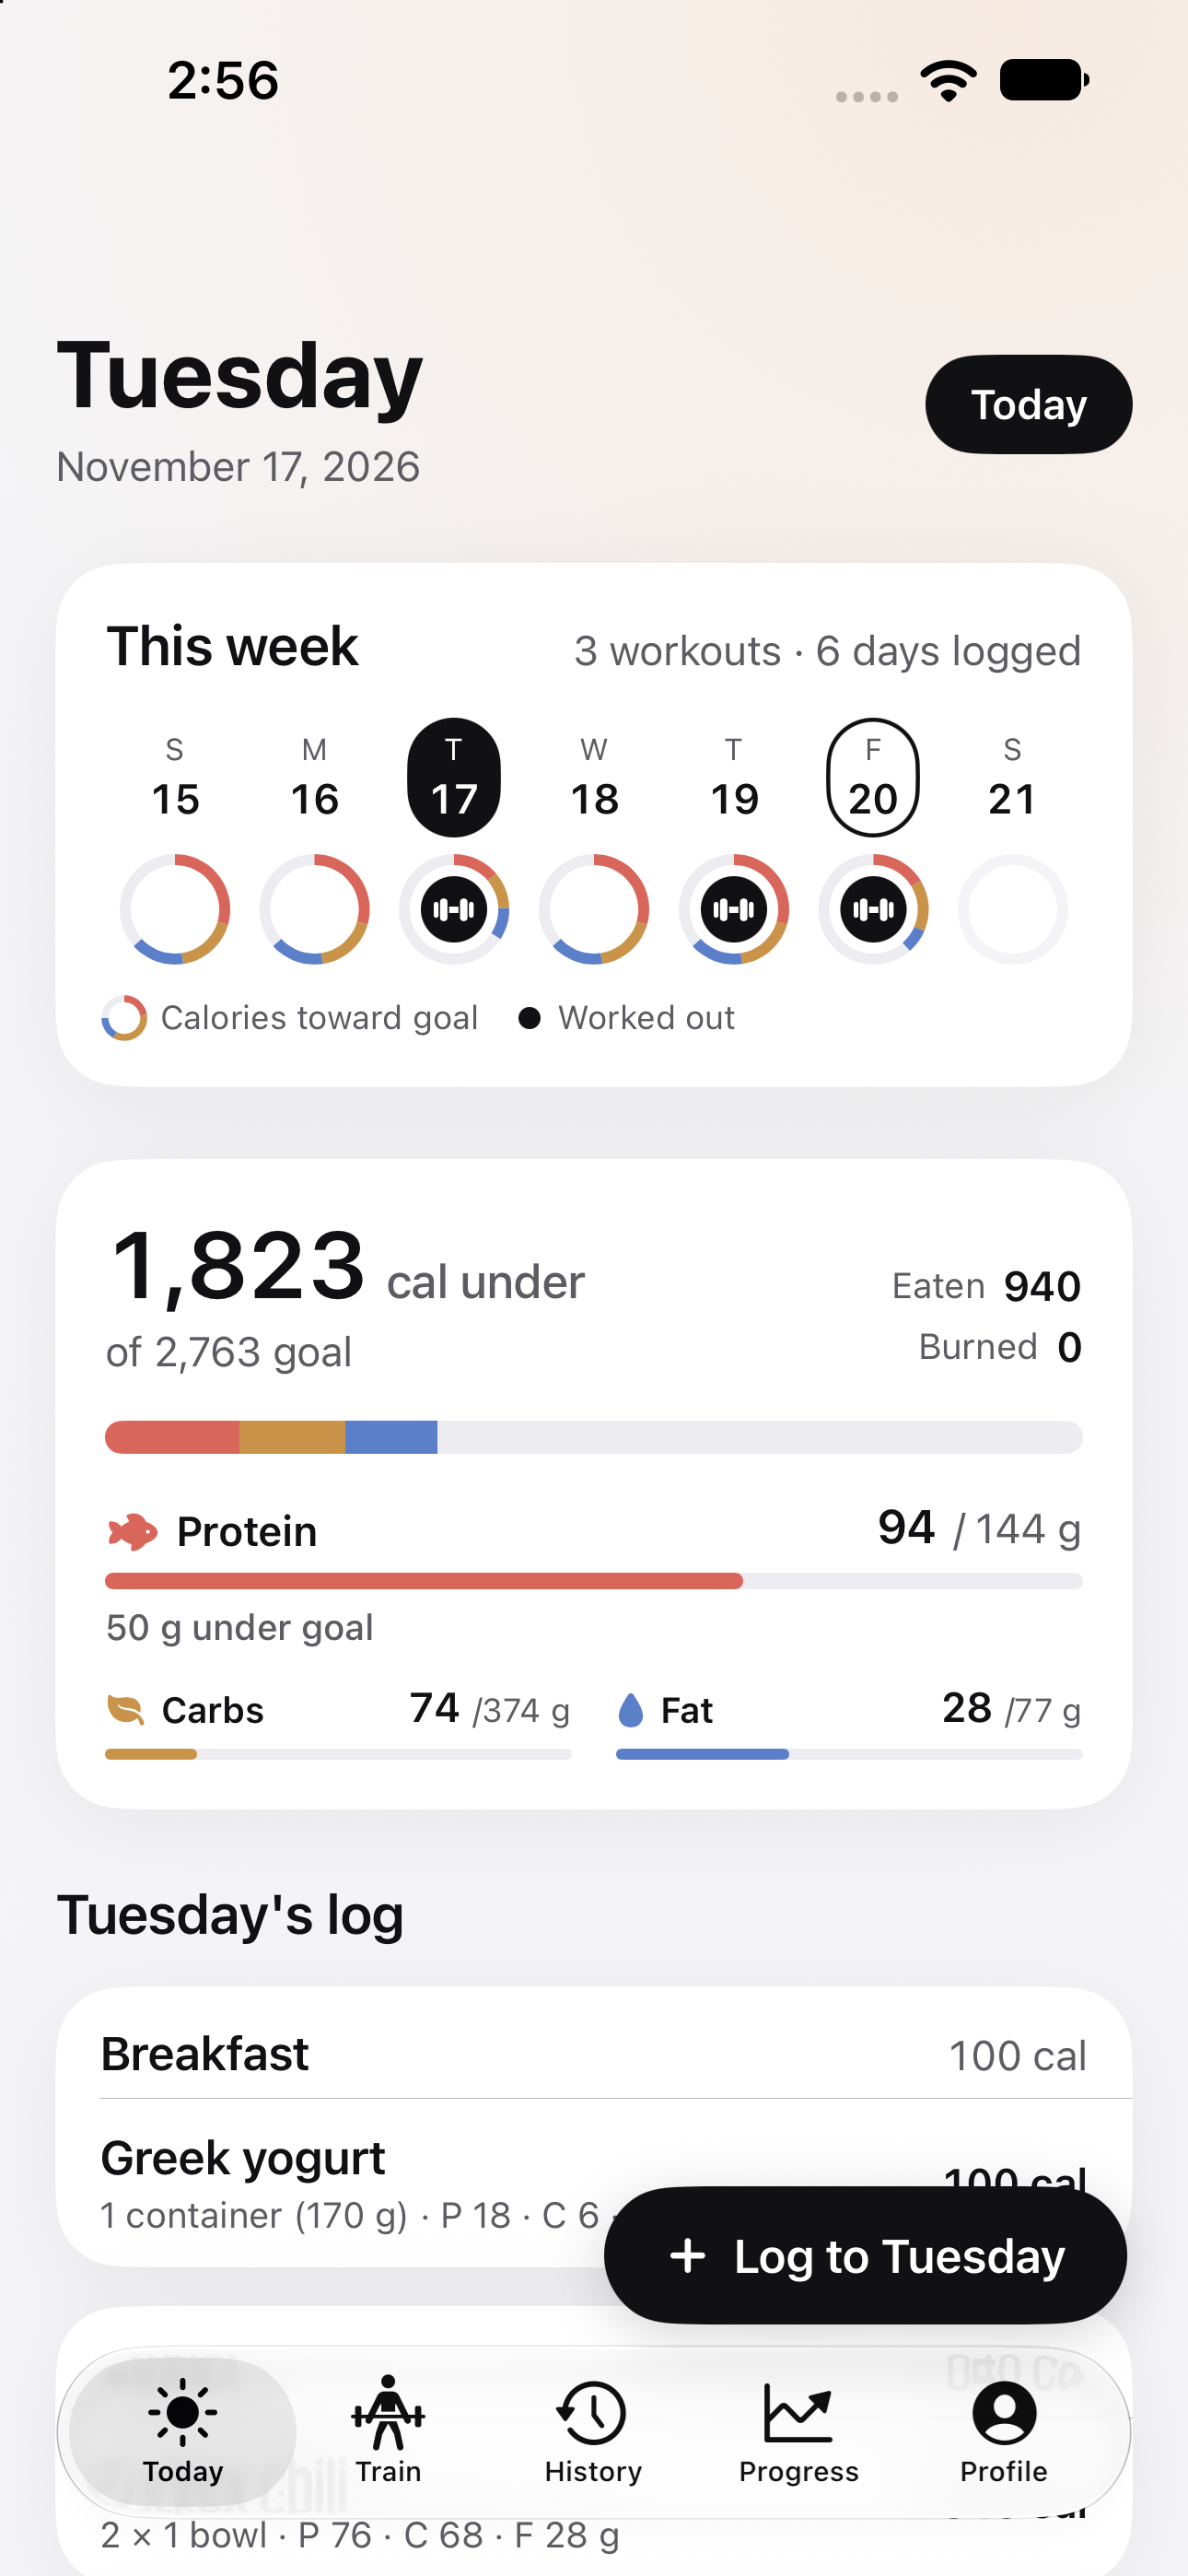 2:56
Tuesday
Today
November 17, 2026
This week
3 workouts · 6 days logged
S M T W T F S
15 16 17 18 19 20 21
Calories toward goal
Worked out
1,823 cal under
Eaten 940
of 2,763 goal
Burned 0
Protein
94 / 144 g
50 g under goal
Carbs
74 /374 g
Fat
28 /77 g
Tuesday's log
Breakfast
100 cal
Greek yogurt
100 cal
1 container (170 g) · P 18 · C 6
+ Log to Tuesday
Today
Train
History
Progress
Profile
2 × 1 bowl · P 76 · C 68 · F 28 g